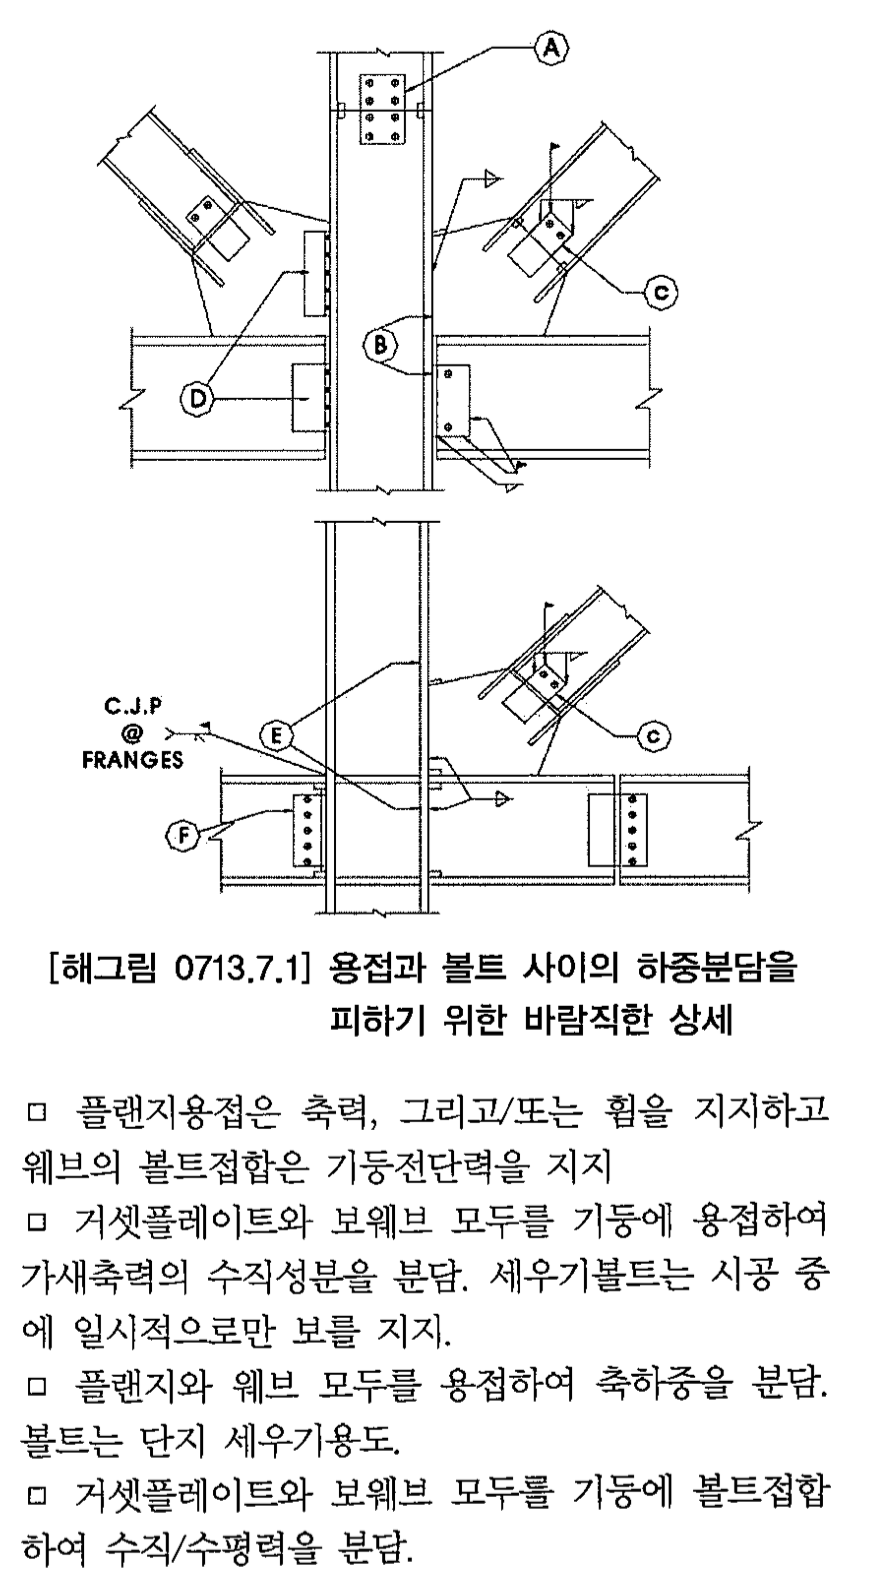 A
C
B
D
C.J.P
@
FRANGES
E
C
F
[해그림 0713.7.1] 용접과 볼트 사이의 하중분담을
피하기 위한 바람직한 상세
□ 플랜지용접은 축력, 그리고/또는 휨을 지지하고
웨브의 볼트접합은 기둥전단력을 지지
□ 거셋플레이트와 보웨브 모두를 기둥에 용접하여
가새축력의 수직성분을 분담. 세우기볼트는 시공 중
에 일시적으로만 보를 지지.
□ 플랜지와 웨브 모두를 용접하여 축하중을 분담.
볼트는 단지 세우기용도.
□ 거셋플레이트와 보웨브 모두를 기둥에 볼트접합
하여 수직/수평력을 분담.